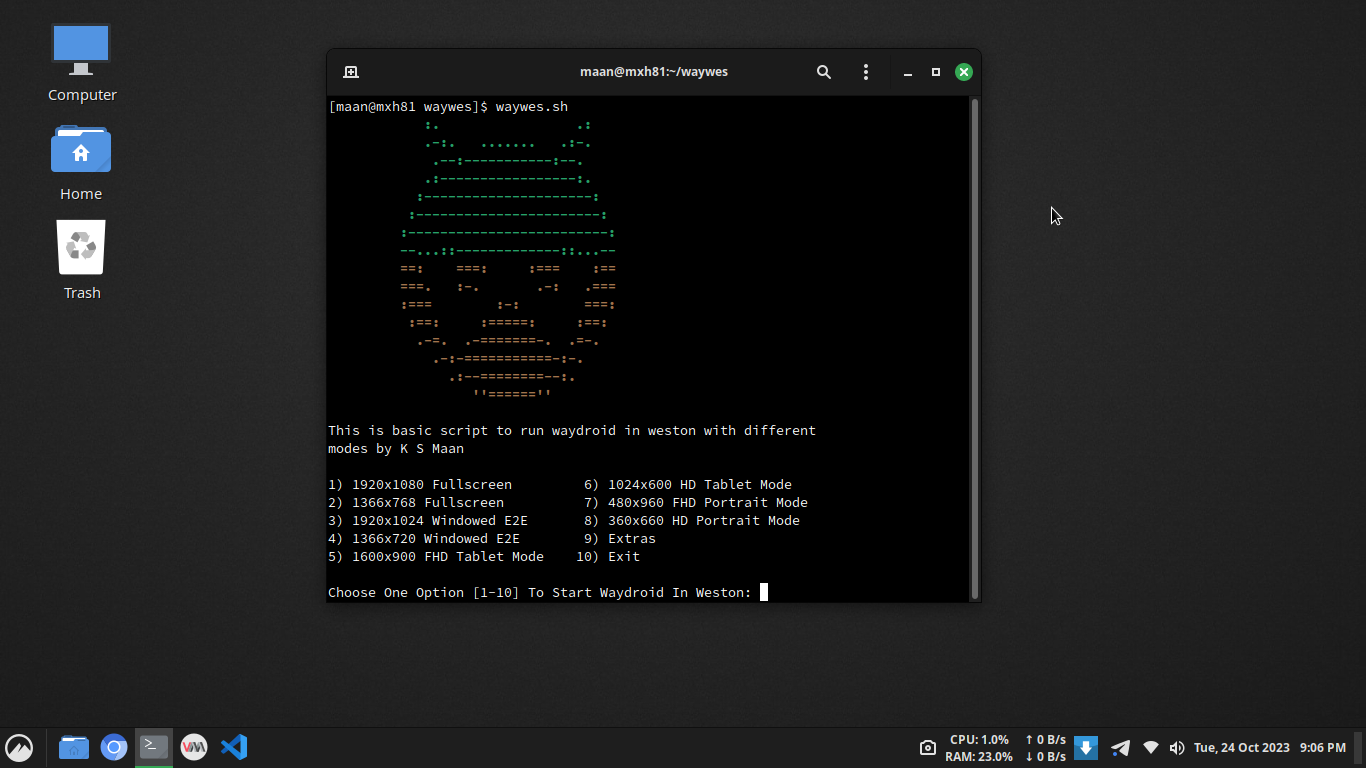 Computer
Home
Trash
maan@mxh81:~/waywes
[maan@mxh81 waywes]$ waywes.sh
This is basic script to run waydroid in weston with different
modes by K S Maan
1) 1920x1080 Fullscreen 6) 1024x600 HD Tablet Mode
2) 1366x768 Fullscreen 7) 480x960 FHD Portrait Mode
3) 1920x1024 Windowed E2E 8) 360x660 HD Portrait Mode
4) 1366x720 Windowed E2E 9) Extras
5) 1600x900 FHD Tablet Mode 10) Exit
Choose One Option [1-10] To Start Waydroid In Weston:
CPU: 1.0% ↑ 0 B/s
RAM: 23.0% ↓ 0 B/s
Tue, 24 Oct 2023 9:06 PM